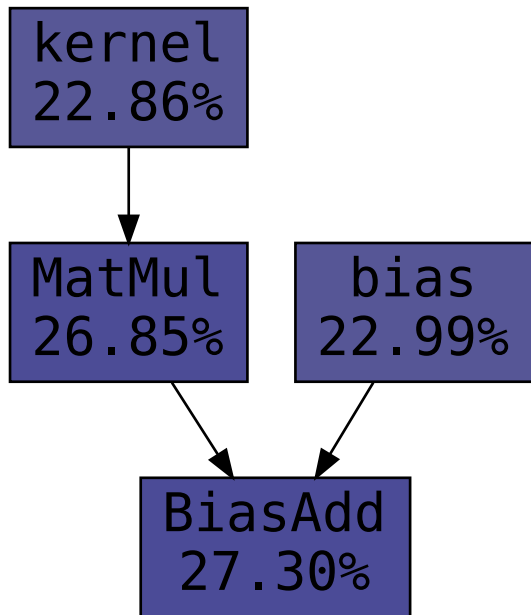 kernel
22.86%
MatMul
26.85%
bias
22.99%
BiasAdd
27.30%